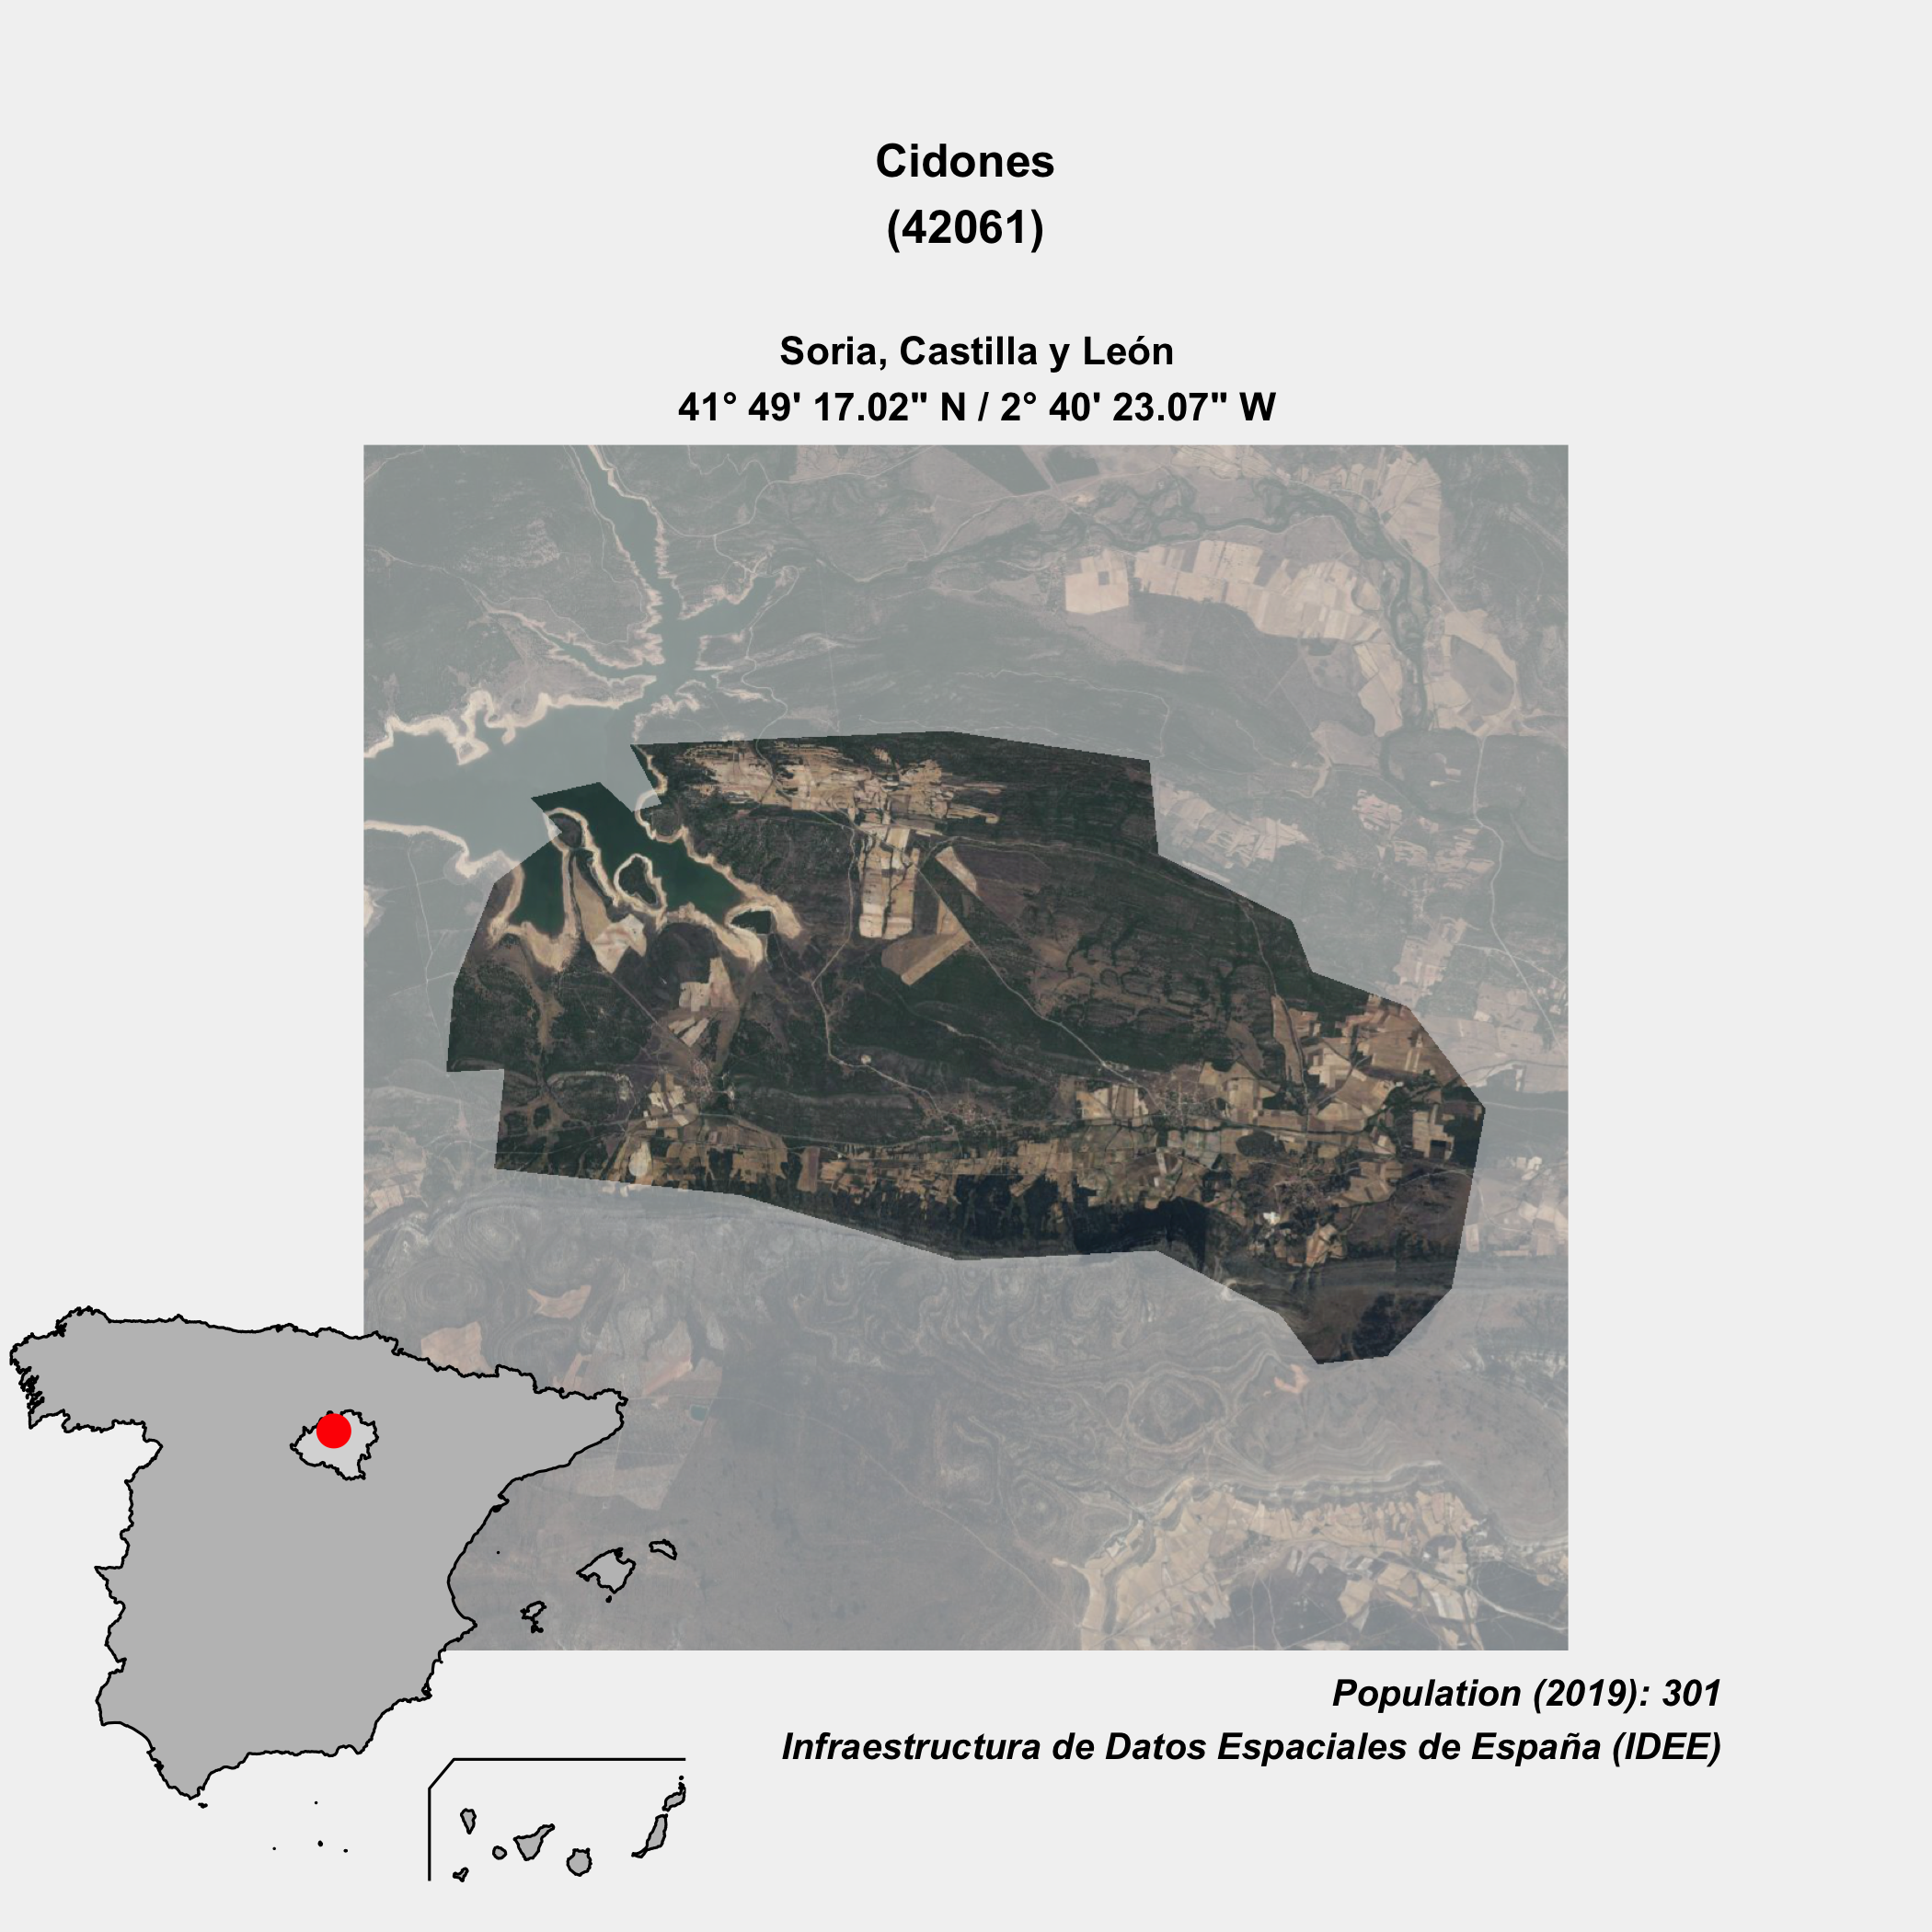 Cidones
(42061)
Soria, Castilla y León
41° 49' 17.02" N / 2° 40' 23.07" W
Population (2019): 301
Infraestructura de Datos Espaciales de España (IDEE)